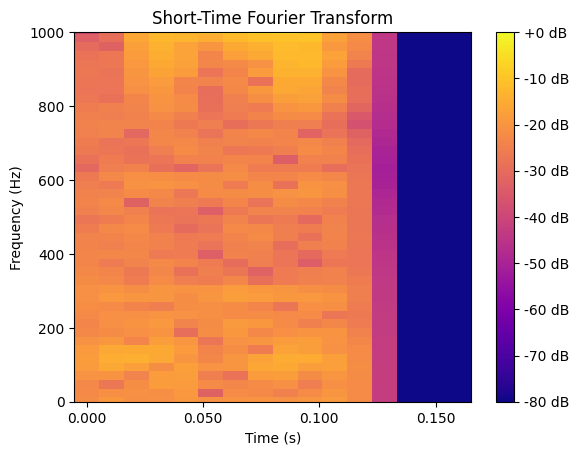 Short-Time Fourier Transform
1000
800
600
400
200
0
Frequency (Hz)
0.000
0.050
0.100
0.150
Time (s)
+0 dB
-10 dB
-20 dB
-30 dB
-40 dB
-50 dB
-60 dB
-70 dB
-80 dB